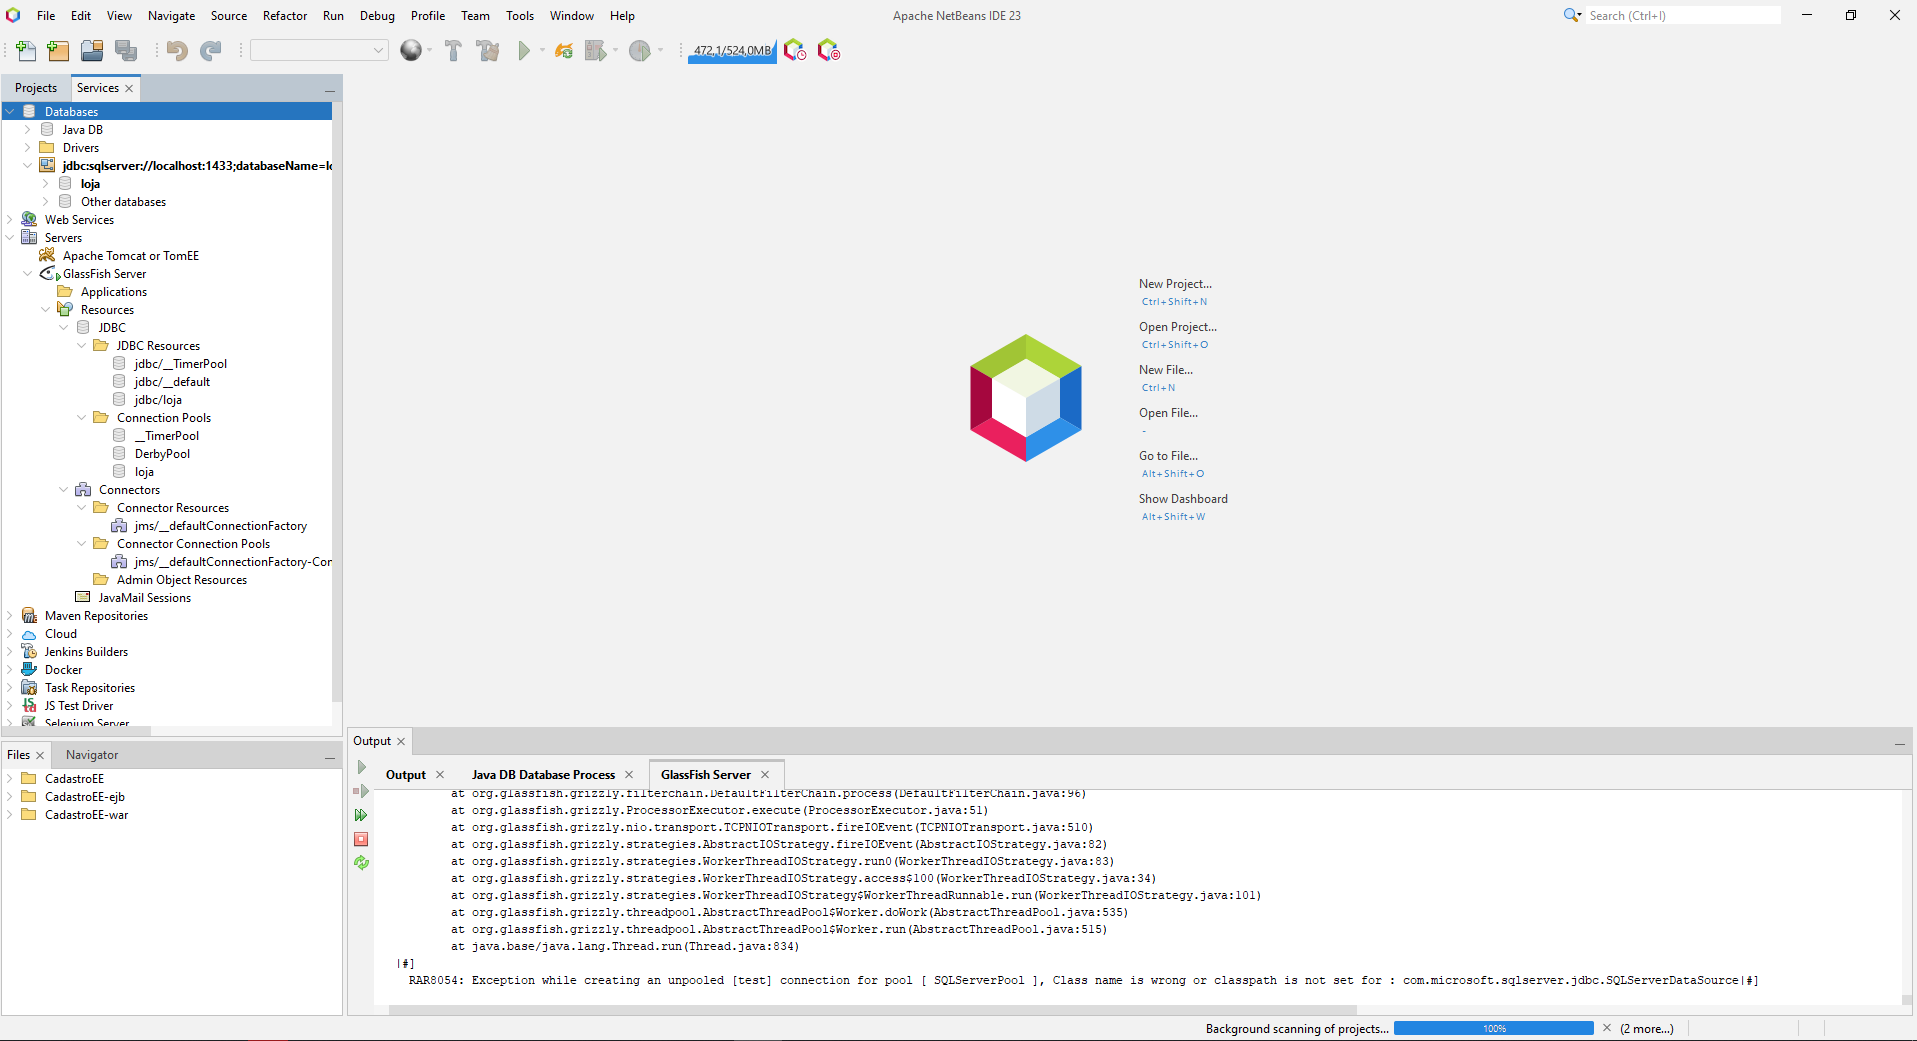 File Edit View Navigate Source Refactor Run Debug Profile Team Tools Window Help
Apache NetBeans IDE 23
Search (Ctrl+I)
472,1/524,0MB
Projects
Services
Databases
Java DB
Drivers
jdbc:sqlserver://localhost:1433;databaseName=lo
loja
Other databases
Web Services
Servers
Apache Tomcat or TomEE
GlassFish Server
Applications
Resources
JDBC
JDBC Resources
jdbc/__TimerPool
jdbc/__default
jdbc/loja
Connection Pools
__TimerPool
DerbyPool
loja
Connectors
Connector Resources
jms/__defaultConnectionFactory
Connector Connection Pools
jms/__defaultConnectionFactory-Con
Admin Object Resources
JavaMail Sessions
Maven Repositories
Cloud
Jenkins Builders
Docker
Task Repositories
JS Test Driver
Selenium Server
New Project...
Ctrl+Shift+N
Open Project...
Ctrl+Shift+O
New File...
Ctrl+N
Open File...
-
Go to File...
Alt+Shift+O
Show Dashboard
Alt+Shift+W
Files
Navigator
CadastroEE
CadastroEE-ejb
CadastroEE-war
Output
Output
Java DB Database Process
GlassFish Server
at org.glassfish.grizzly.filterchain.DefaultFilterChain.process(DefaultFilterChain.java:96)
at org.glassfish.grizzly.ProcessorExecutor.execute(ProcessorExecutor.java:51)
at org.glassfish.grizzly.nio.transport.TCPNIOTransport.fireIOEvent(TCPNIOTransport.java:510)
at org.glassfish.grizzly.strategies.AbstractIOStrategy.fireIOEvent(AbstractIOStrategy.java:82)
at org.glassfish.grizzly.strategies.WorkerThreadIOStrategy.run0(WorkerThreadIOStrategy.java:83)
at org.glassfish.grizzly.strategies.WorkerThreadIOStrategy.access$100(WorkerThreadIOStrategy.java:34)
at org.glassfish.grizzly.strategies.WorkerThreadIOStrategy$WorkerThreadRunnable.run(WorkerThreadIOStrategy.java:101)
at org.glassfish.grizzly.threadpool.AbstractThreadPool$Worker.doWork(AbstractThreadPool.java:535)
at org.glassfish.grizzly.threadpool.AbstractThreadPool$Worker.run(AbstractThreadPool.java:515)
at java.base/java.lang.Thread.run(Thread.java:834)
|#]
RAR8054: Exception while creating an unpooled [test] connection for pool [ SQLServerPool ], Class name is wrong or classpath is not set for : com.microsoft.sqlserver.jdbc.SQLServerDataSource|#]
Background scanning of projects...
100%
(2 more...)